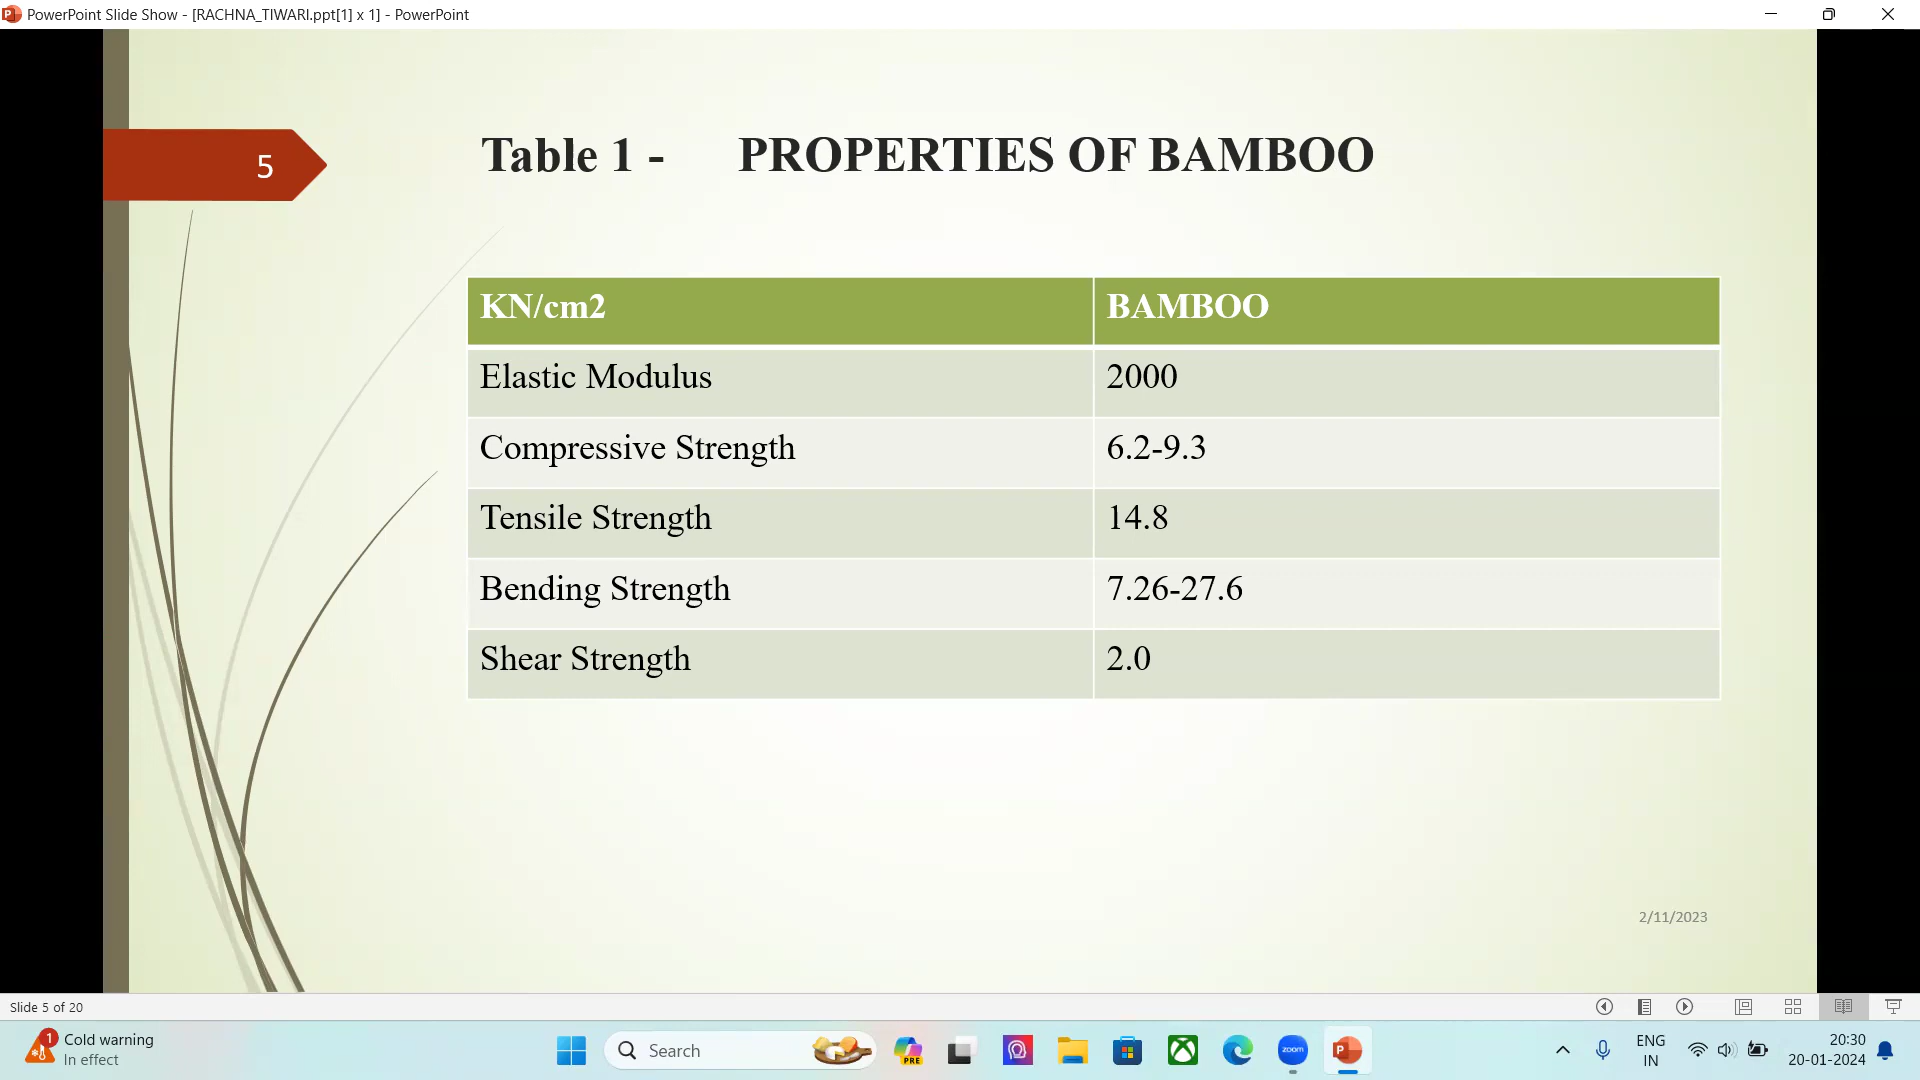 PowerPoint Slide Show - [RACHNA_TIWARI.ppt[1] x 1] - PowerPoint
5
Table 1 - PROPERTIES OF BAMBOO
KN/cm2 BAMBOO
Elastic Modulus 2000
Compressive Strength 6.2-9.3
Tensile Strength 14.8
Bending Strength 7.26-27.6
Shear Strength 2.0
2/11/2023
Slide 5 of 20
1
Cold warning
In effect
Search
PRE
zoom
P
ENG
IN
20:30
20-01-2024